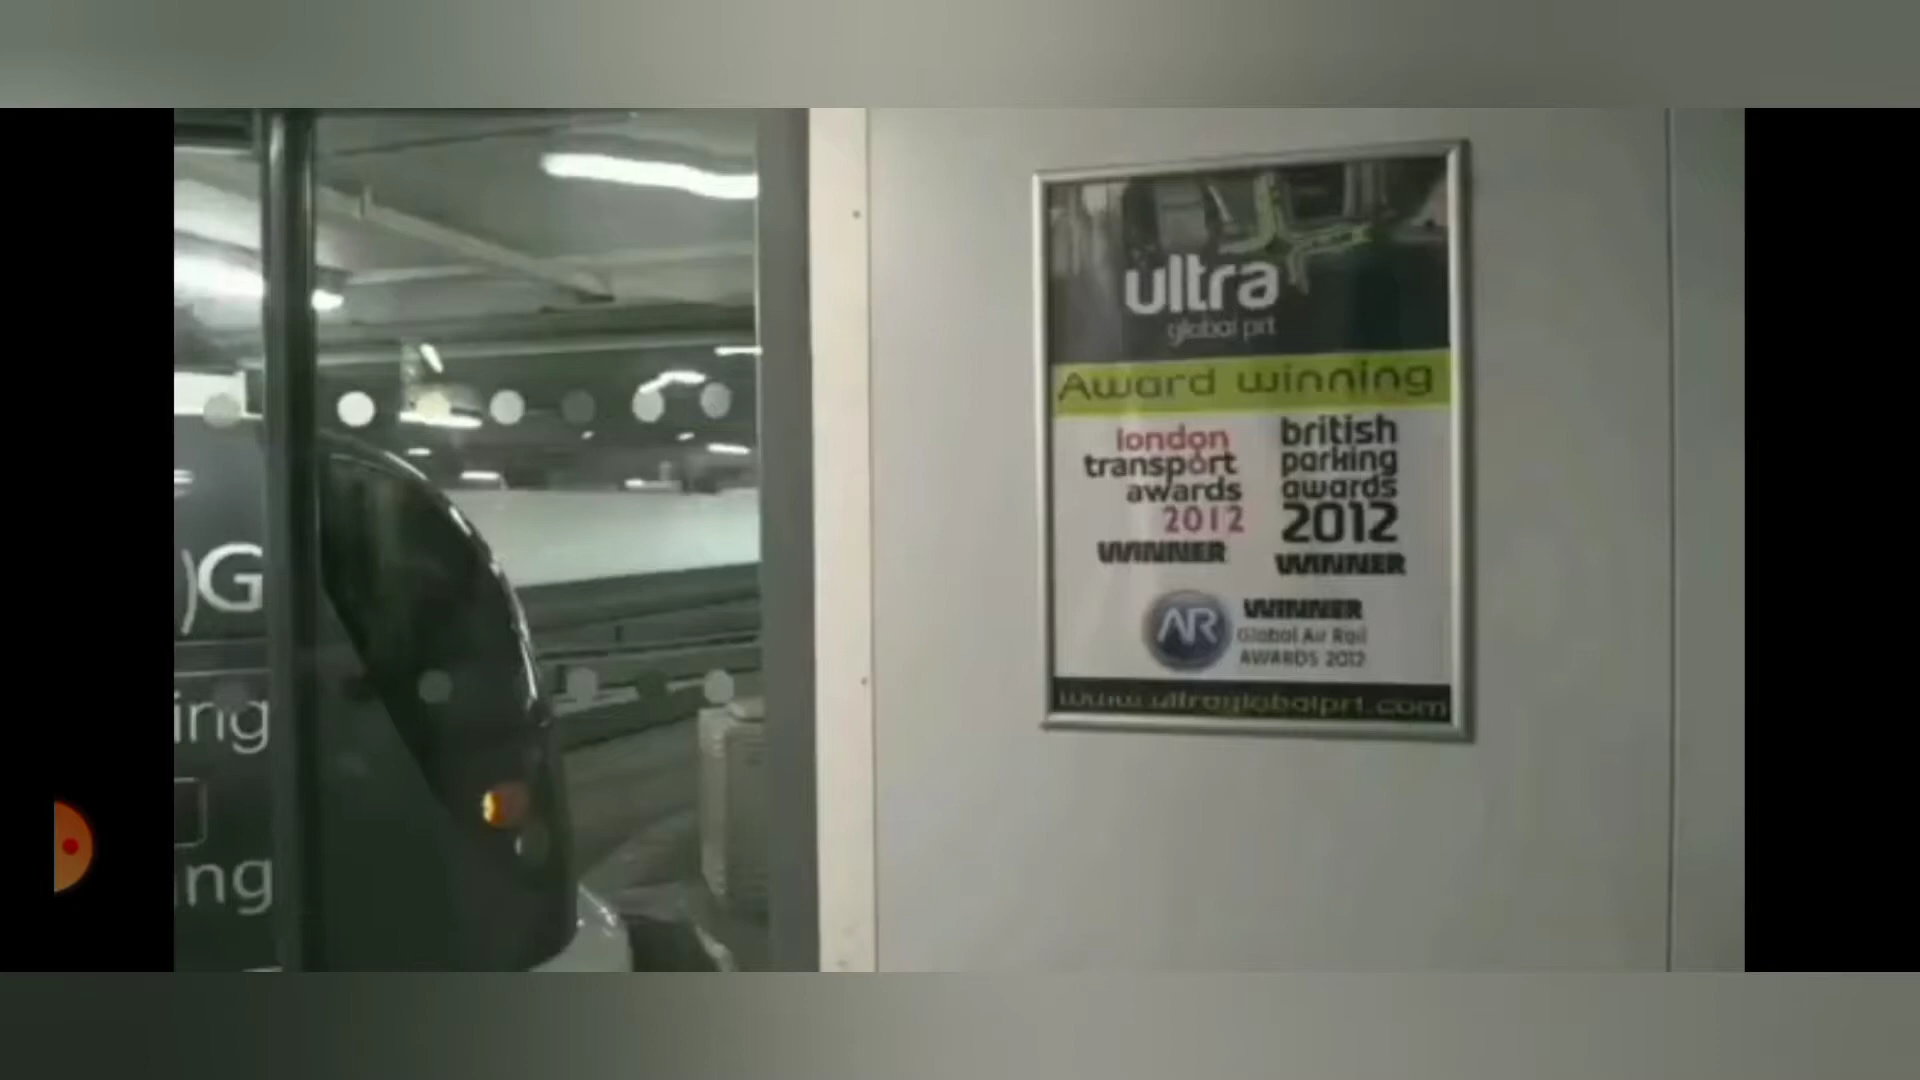 )G
ing
ng
ultra
global prt
Award winning
london
transport
awards
2012
WINNER
british
parking
awards
2012
WINNER
AR
WINNER
Global Air Rail
AWARDS 2012
www.ultraglobalprt.com